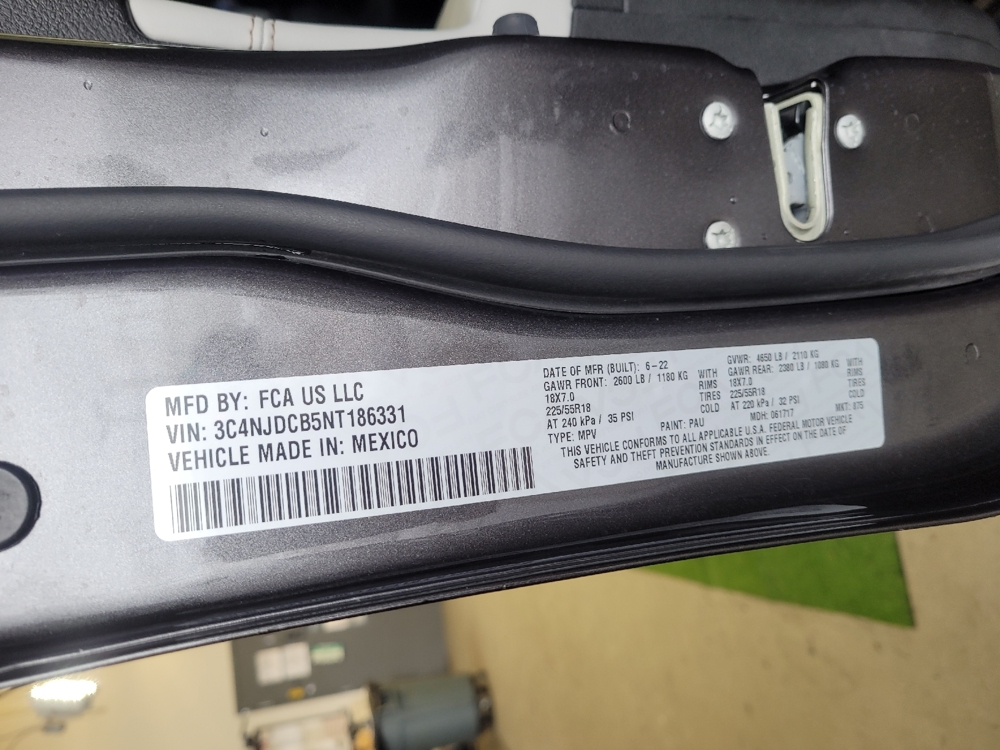 MFD BY: FCA US LLC
VIN: 3C4NJDCB5NT186331
VEHICLE MADE IN: MEXICO
DATE OF MFR (BUILT): 6-22
GAWR FRONT: 2600 LB / 1180 KG WITH
18X7.0 RIMS
225/55R18 TIRES
AT 240 kPa / 35 PSI COLD
TYPE: MPV
GVWR: 4650 LB / 2110 KG
GAWR REAR: 2380 LB / 1080 KG WITH
18X7.0 RIMS
225/55R18 TIRES
AT 220 kPa / 32 PSI COLD
PAINT: PAU MDH: 061717 MKT: 875
THIS VEHICLE CONFORMS TO ALL APPLICABLE U.S.A. FEDERAL MOTOR VEHICLE
SAFETY AND THEFT PREVENTION STANDARDS IN EFFECT ON THE DATE OF
MANUFACTURE SHOWN ABOVE.